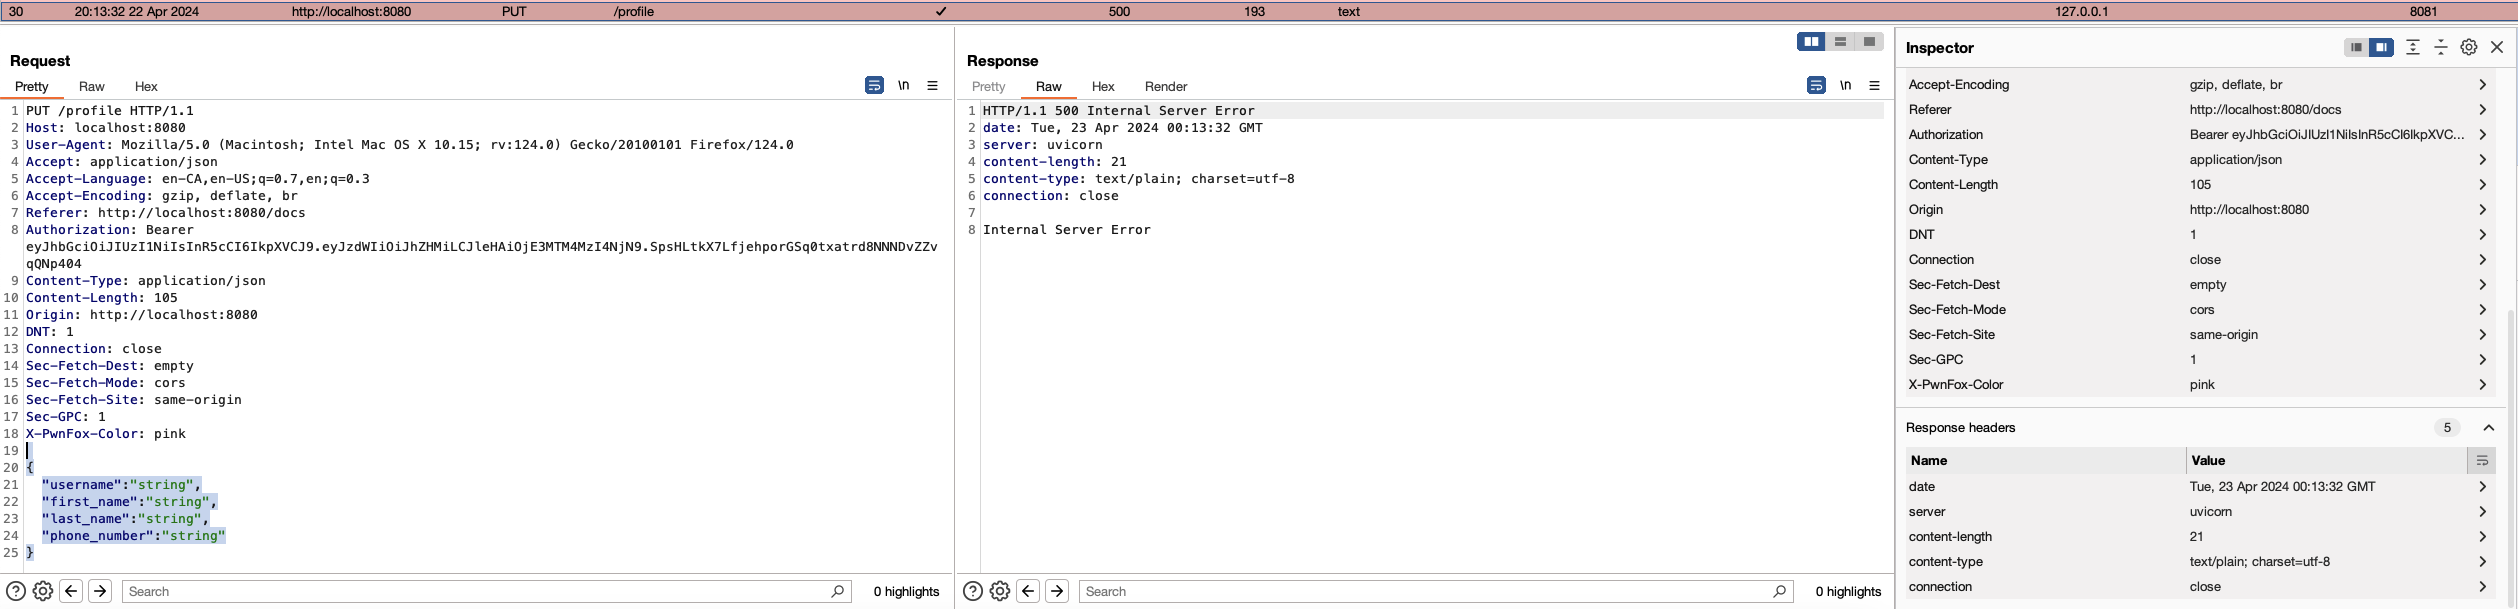 30 20:13:32 22 Apr 2024 http://localhost:8080 PUT /profile ✓ 500 193 text 127.0.0.1 8081
Request
Pretty Raw Hex \n
1 PUT /profile HTTP/1.1
2 Host: localhost:8080
3 User-Agent: Mozilla/5.0 (Macintosh; Intel Mac OS X 10.15; rv:124.0) Gecko/20100101 Firefox/124.0
4 Accept: application/json
5 Accept-Language: en-CA,en-US;q=0.7,en;q=0.3
6 Accept-Encoding: gzip, deflate, br
7 Referer: http://localhost:8080/docs
8 Authorization: Bearer
eyJhbGciOiJIUzI1NiIsInR5cCI6IkpXVCJ9.eyJzdWIiOiJhZHMiLCJleHAiOjE3MTM4MzI4NjN9.SpsHLtkX7LfjehporGSq0txatrd8NNNDvZZv
qQNp404
9 Content-Type: application/json
10 Content-Length: 105
11 Origin: http://localhost:8080
12 DNT: 1
13 Connection: close
14 Sec-Fetch-Dest: empty
15 Sec-Fetch-Mode: cors
16 Sec-Fetch-Site: same-origin
17 Sec-GPC: 1
18 X-PwnFox-Color: pink
19
20 {
21 "username":"string",
22 "first_name":"string",
23 "last_name":"string",
24 "phone_number":"string"
25 }
Search 0 highlights
Response
Pretty Raw Hex Render \n
1 HTTP/1.1 500 Internal Server Error
2 date: Tue, 23 Apr 2024 00:13:32 GMT
3 server: uvicorn
4 content-length: 21
5 content-type: text/plain; charset=utf-8
6 connection: close
7
8 Internal Server Error
Search 0 highlights
Inspector
Accept-Encoding gzip, deflate, br
Referer http://localhost:8080/docs
Authorization Bearer eyJhbGciOiJIUzI1NiIsInR5cCI6IkpXVC...
Content-Type application/json
Content-Length 105
Origin http://localhost:8080
DNT 1
Connection close
Sec-Fetch-Dest empty
Sec-Fetch-Mode cors
Sec-Fetch-Site same-origin
Sec-GPC 1
X-PwnFox-Color pink
Response headers 5
Name Value
date Tue, 23 Apr 2024 00:13:32 GMT
server uvicorn
content-length 21
content-type text/plain; charset=utf-8
connection close